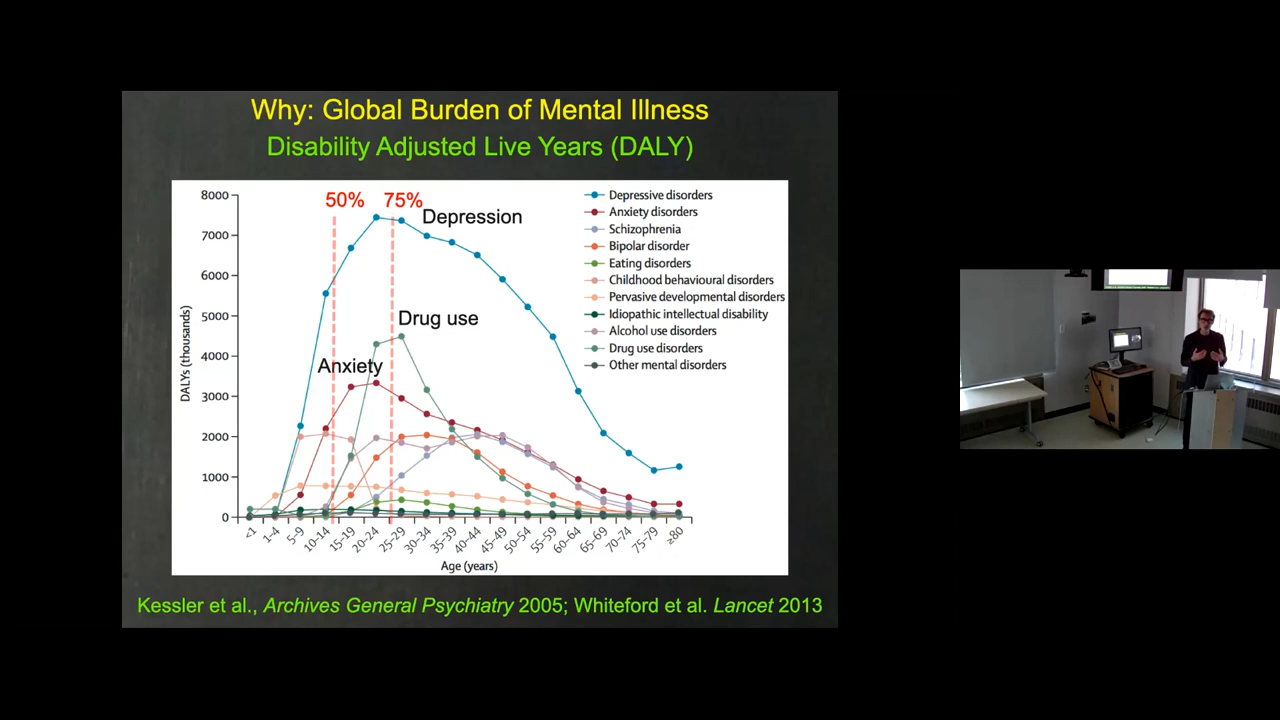 Why: Global Burden of Mental Illness
Disability Adjusted Live Years (DALY)
50% 75%
Depression
Drug use
Anxiety
DALYs (thousands)
8000
7000
6000
5000
4000
3000
2000
1000
0
<1 1-4 5-9 10-14 15-19 20-24 25-29 30-34 35-39 40-44 45-49 50-54 55-59 60-64 65-69 70-74 75-79 ≥80
Age (years)
Depressive disorders
Anxiety disorders
Schizophrenia
Bipolar disorder
Eating disorders
Childhood behavioural disorders
Pervasive developmental disorders
Idiopathic intellectual disability
Alcohol use disorders
Drug use disorders
Other mental disorders
Kessler et al., Archives General Psychiatry 2005; Whiteford et al. Lancet 2013